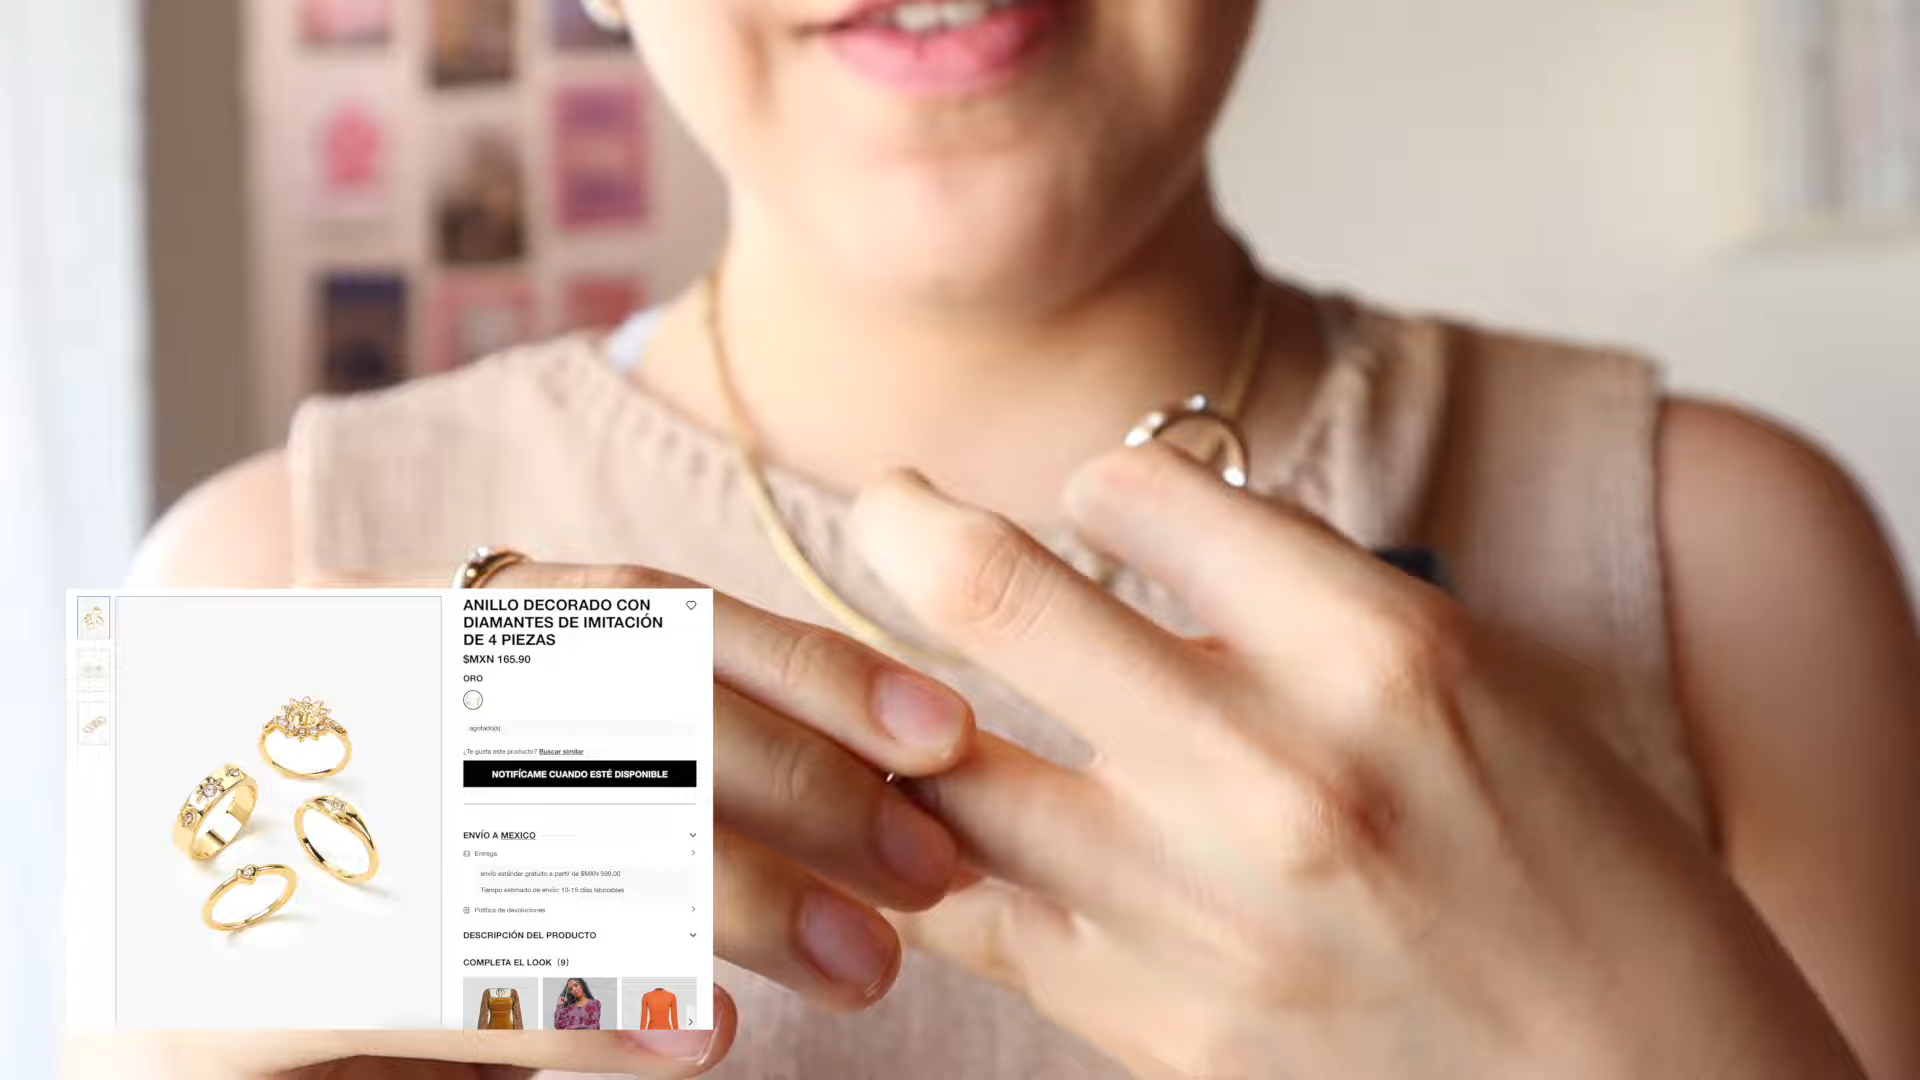 ANILLO DECORADO CON
DIAMANTES DE IMITACIÓN
DE 4 PIEZAS
$MXN 165.90
ORO
agotado(s)
¿Te gusta este producto? Buscar similar
NOTIFÍCAME CUANDO ESTÉ DISPONIBLE
ENVÍO A MEXICO
Entrega
envío estándar gratuito a partir de $MXN 599.00
Tiempo estimado de envío: 13-15 días laborables
Política de devoluciones
DESCRIPCIÓN DEL PRODUCTO
COMPLETA EL LOOK (9)